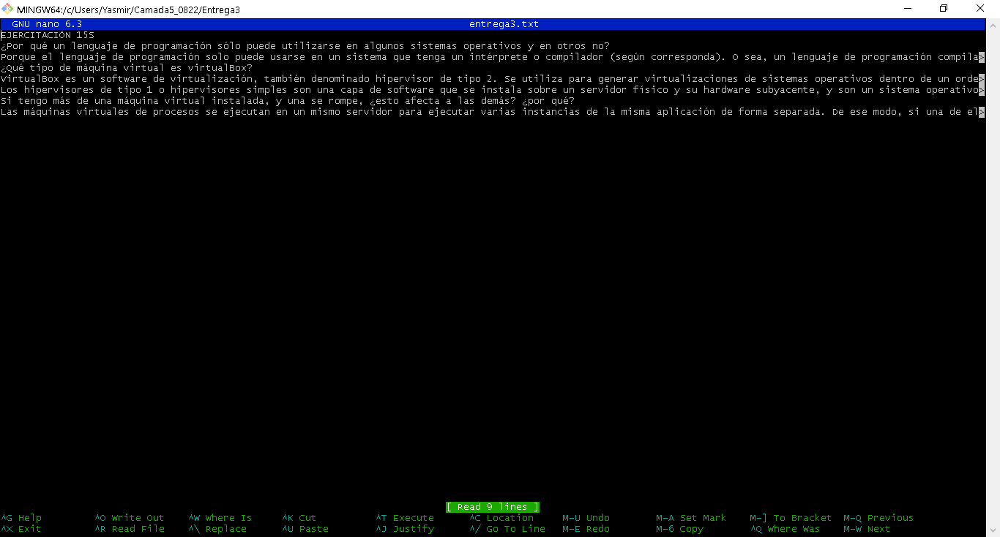 MINGW64:/c/Users/Yasmir/Camada5_0822/Entrega3
GNU nano 6.3 entrega3.txt
EJERCITACIÓN 15S
¿Por qué un lenguaje de programación sólo puede utilizarse en algunos sistemas operativos y en otros no?
Porque el lenguaje de programación solo puede usarse en un sistema que tenga un intérprete o compilador (según corresponda). O sea, un lenguaje de programación compila>
¿Qué tipo de máquina virtual es virtualBox?
VirtualBox es un software de virtualización, también denominado hipervisor de tipo 2. Se utiliza para generar virtualizaciones de sistemas operativos dentro de un orde>
Los hipervisores de tipo 1 o hipervisores simples son una capa de software que se instala sobre un servidor físico y su hardware subyacente, y son un sistema operativo>
Si tengo más de una máquina virtual instalada, y una se rompe, ¿esto afecta a las demás? ¿por qué?
Las máquinas virtuales de procesos se ejecutan en un mismo servidor para ejecutar varias instancias de la misma aplicación de forma separada. De ese modo, si una de el>
[ Read 9 lines ]
^G Help ^O Write Out ^W Where Is ^K Cut ^T Execute ^C Location M-U Undo M-A Set Mark M-] To Bracket M-Q Previous
^X Exit ^R Read File ^\ Replace ^U Paste ^J Justify ^/ Go To Line M-E Redo M-6 Copy ^Q Where Was M-W Next